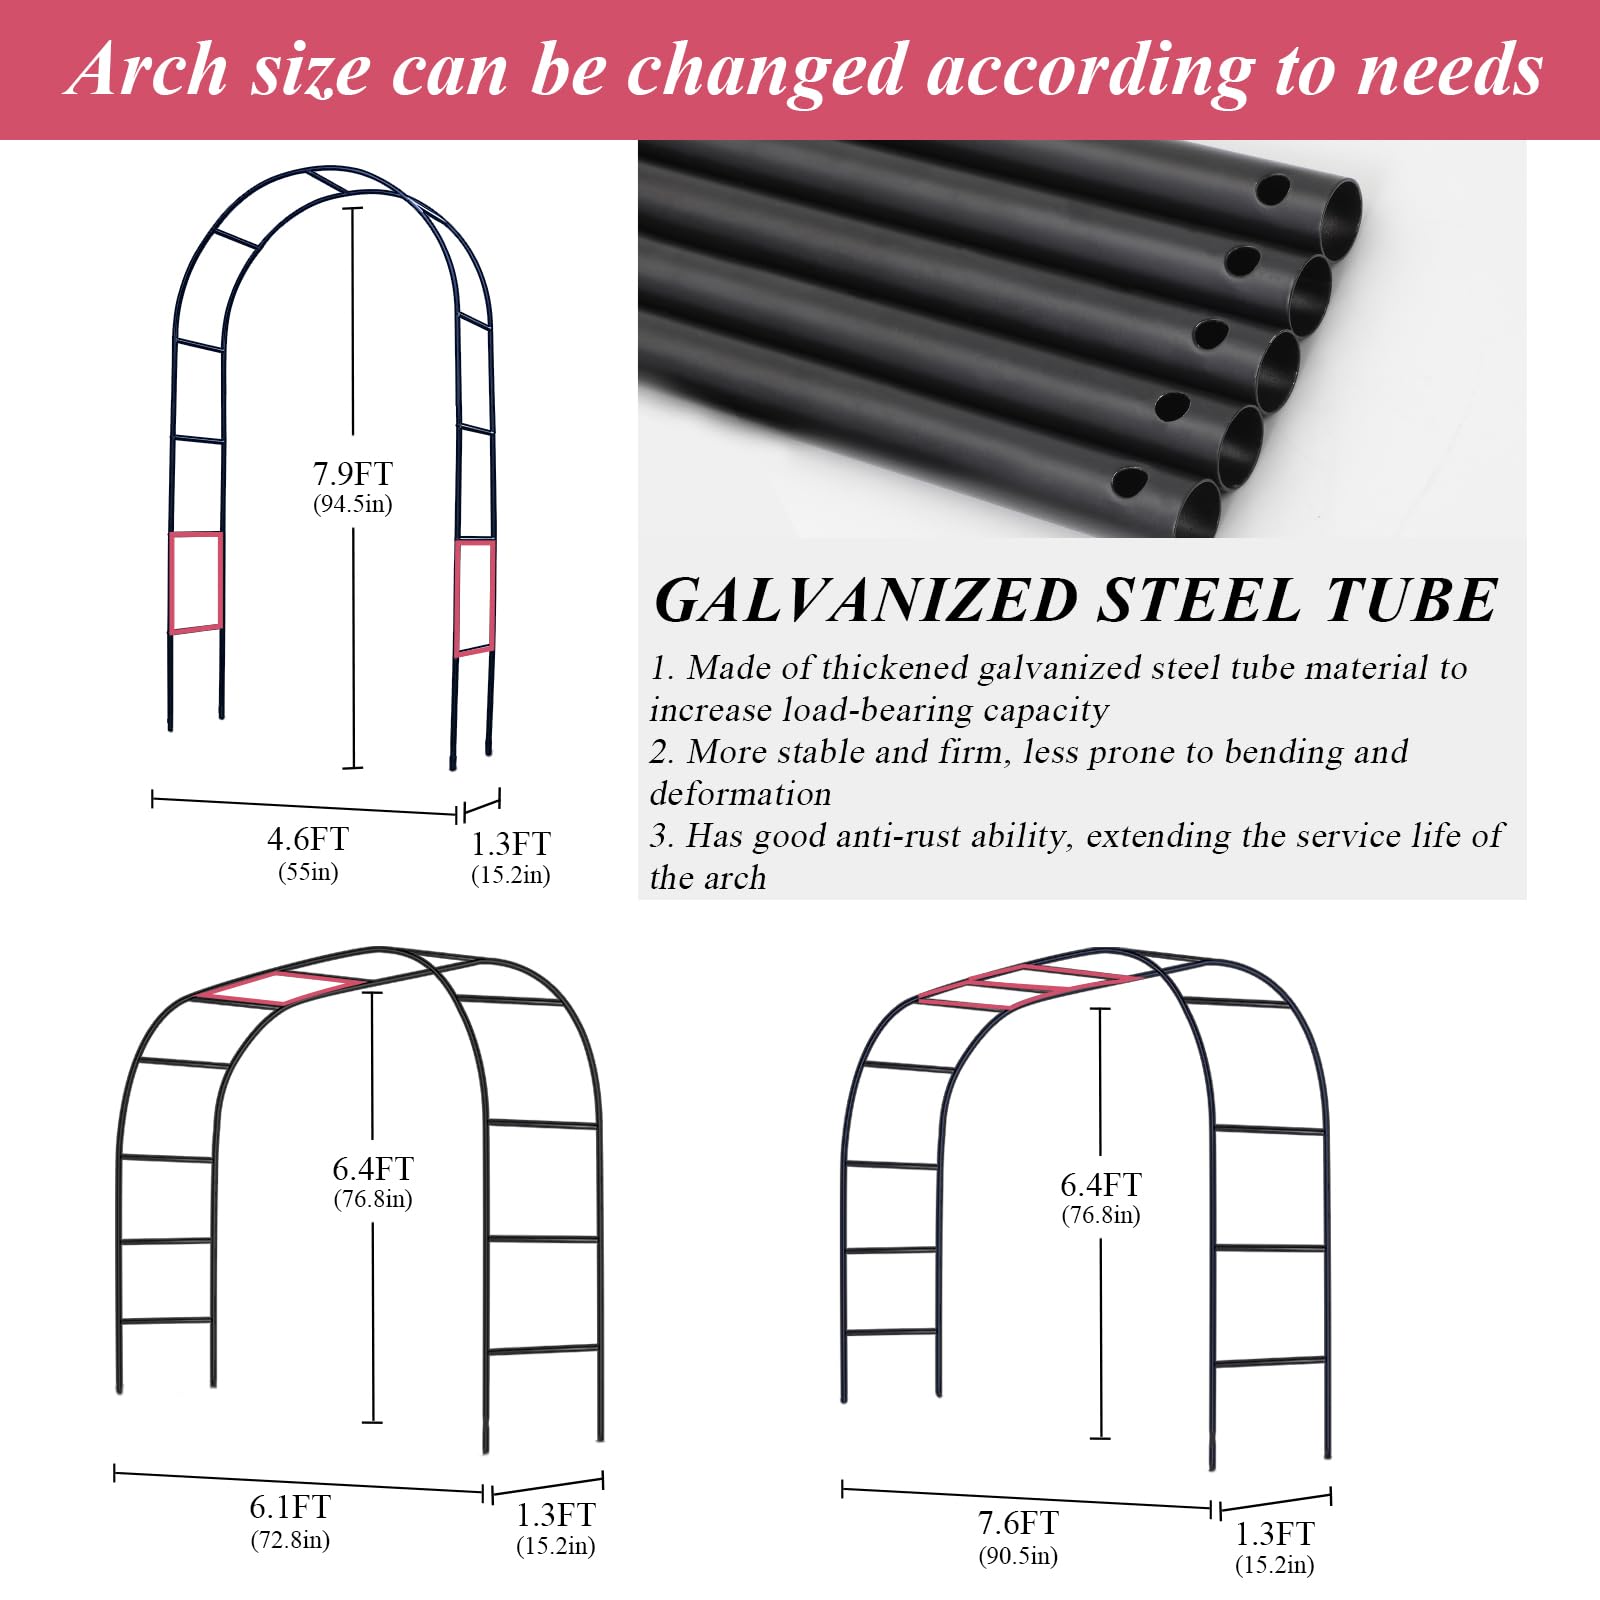 Arch size can be changed according to needs
7.9FT
(94.5in)
4.6FT
(55in)
1.3FT
(15.2in)
GALVANIZED STEEL TUBE
1. Made of thickened galvanized steel tube material to
increase load-bearing capacity
2. More stable and firm, less prone to bending and
deformation
3. Has good anti-rust ability, extending the service life of
the arch
6.4FT
(76.8in)
6.1FT
(72.8in)
1.3FT
(15.2in)
6.4FT
(76.8in)
7.6FT
(90.5in)
1.3FT
(15.2in)